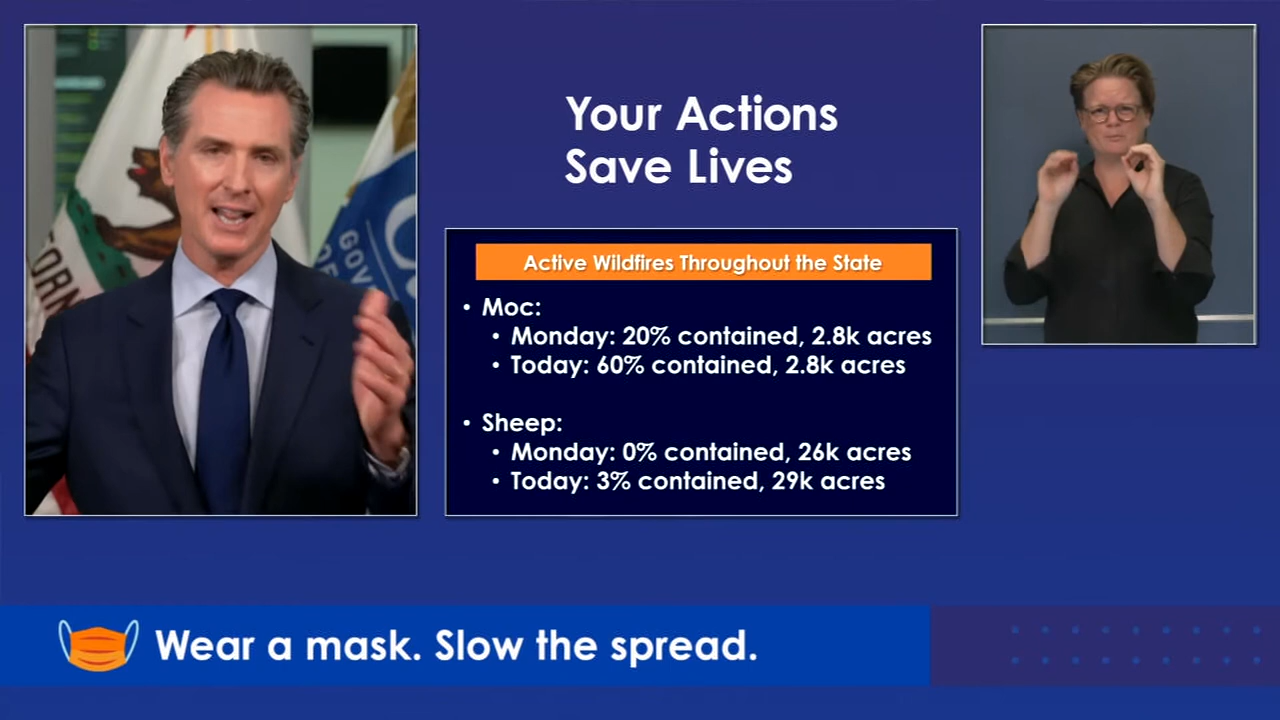 Your Actions
Save Lives
Active Wildfires Throughout the State
• Moc:
• Monday: 20% contained, 2.8k acres
• Today: 60% contained, 2.8k acres
• Sheep:
• Monday: 0% contained, 26k acres
• Today: 3% contained, 29k acres
Wear a mask. Slow the spread.